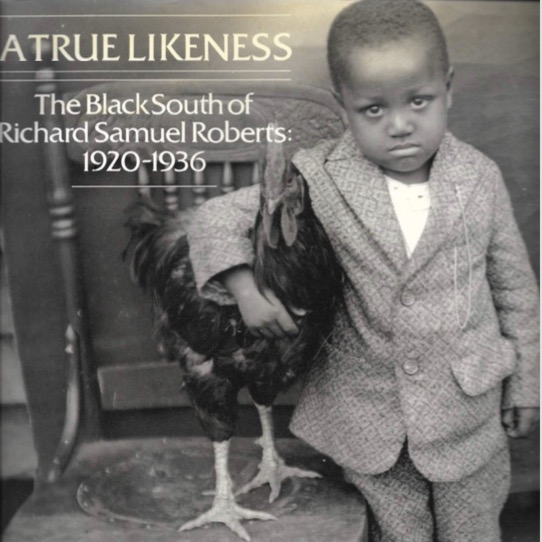 A TRUE LIKENESS
The Black South of
Richard Samuel Roberts:
1920-1936